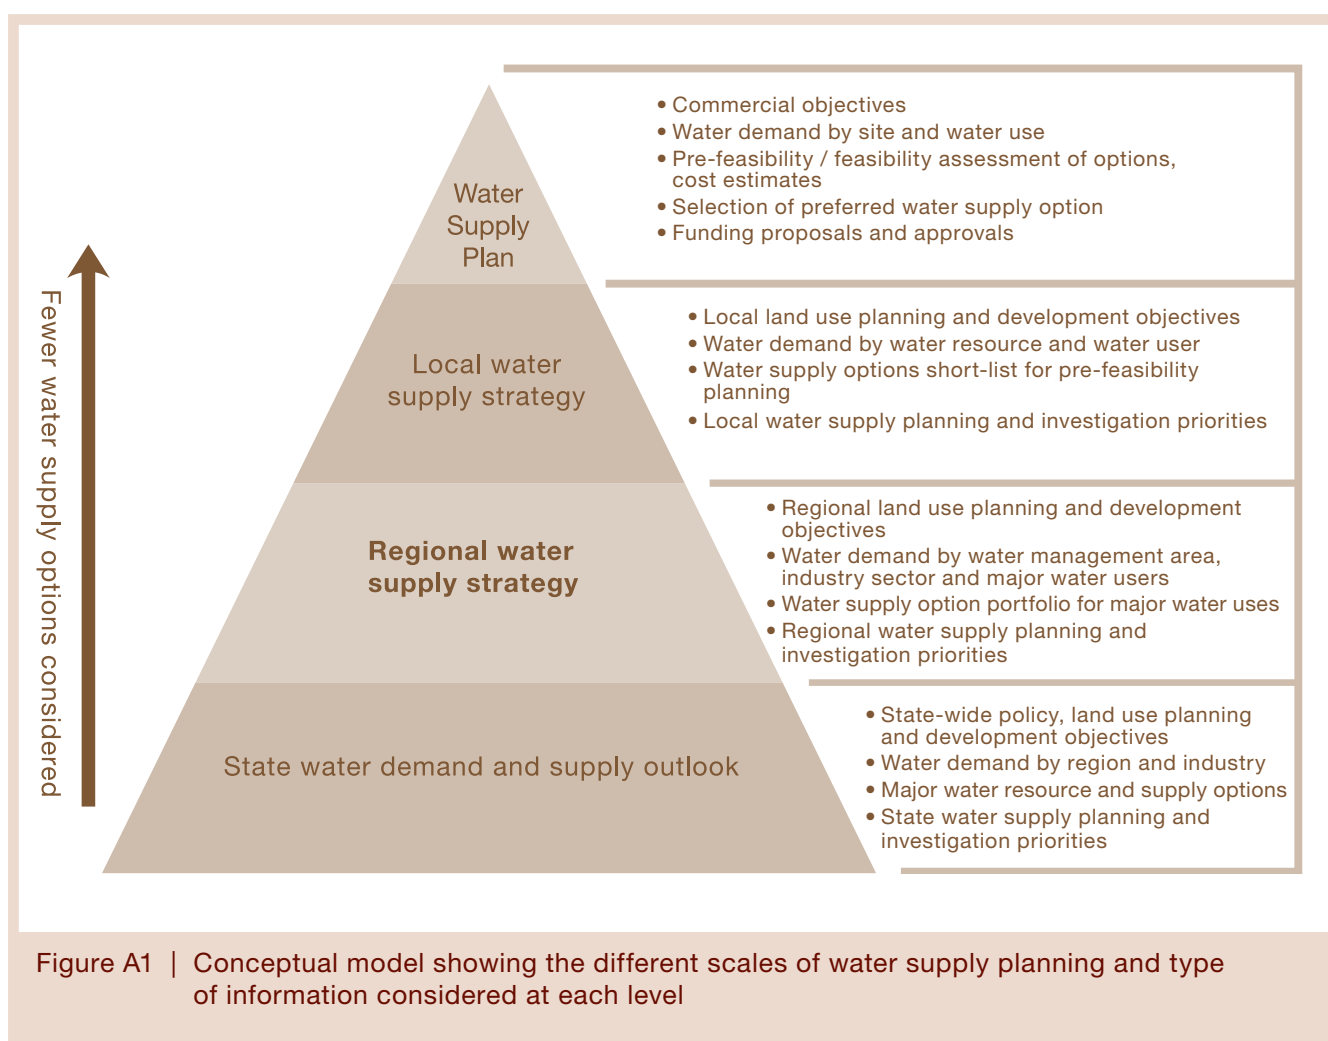 Fewer water supply options considered
Water
Supply
Plan
• Commercial objectives
• Water demand by site and water use
• Pre-feasibility / feasibility assessment of options,
cost estimates
• Selection of preferred water supply option
• Funding proposals and approvals
Local water
supply strategy
• Local land use planning and development objectives
• Water demand by water resource and water user
• Water supply options short-list for pre-feasibility
planning
• Local water supply planning and investigation priorities
Regional water
supply strategy
• Regional land use planning and development
objectives
• Water demand by water management area,
industry sector and major water users
• Water supply option portfolio for major water uses
• Regional water supply planning and
investigation priorities
State water demand and supply outlook
• State-wide policy, land use planning
and development objectives
• Water demand by region and industry
• Major water resource and supply options
• State water supply planning and
investigation priorities
Figure A1 | Conceptual model showing the different scales of water supply planning and type
of information considered at each level